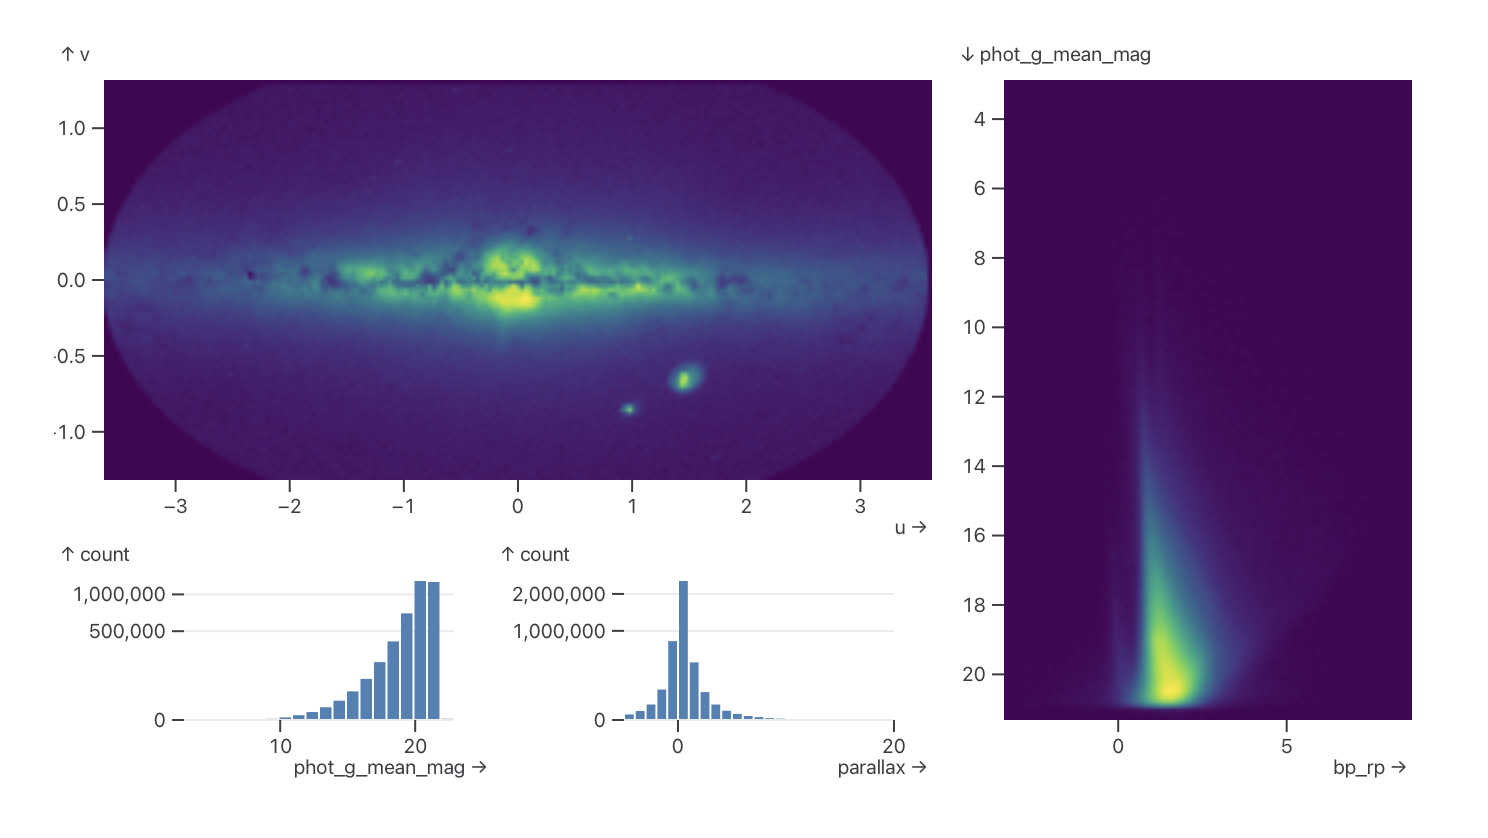 ↑ v
1.0
0.5
0.0
·0.5
·1.0
−3 −2 −1 0 1 2 3
u →
↓ phot_g_mean_mag
4
6
8
10
12
14
16
18
20
0 5
bp_rp →
↑ count
1,000,000
500,000
0
10 20
phot_g_mean_mag →
↑ count
2,000,000
1,000,000
0
0 20
parallax →